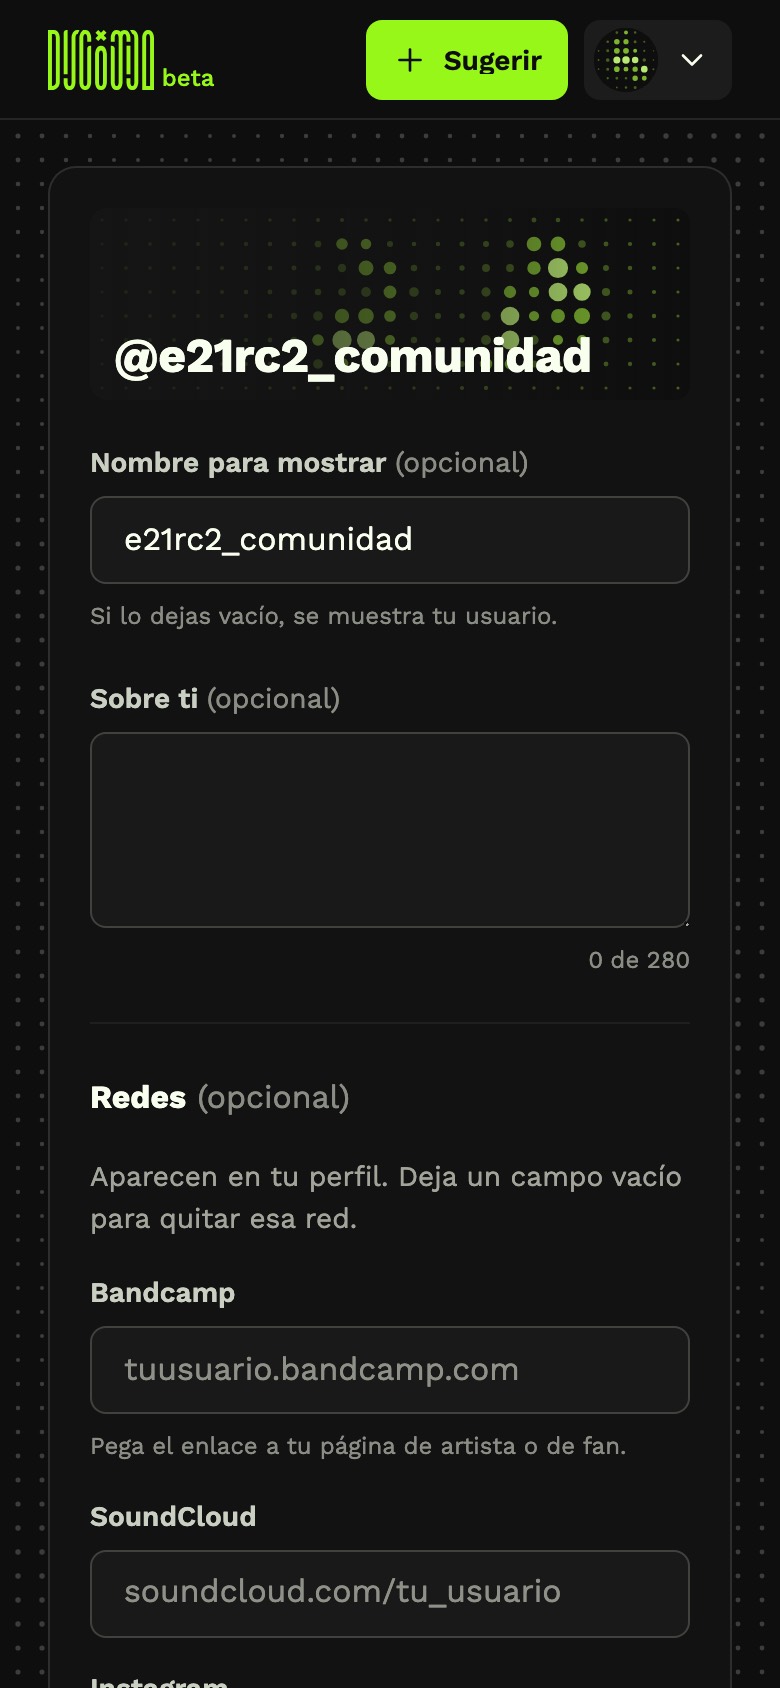 beta
Sugerir
@e21rc2_comunidad
Nombre para mostrar (opcional)
e21rc2_comunidad
Si lo dejas vacío, se muestra tu usuario.
Sobre ti (opcional)
0 de 280
Redes (opcional)
Aparecen en tu perfil. Deja un campo vacío
para quitar esa red.
Bandcamp
tuusuario.bandcamp.com
Pega el enlace a tu página de artista o de fan.
SoundCloud
soundcloud.com/tu_usuario
Instagram